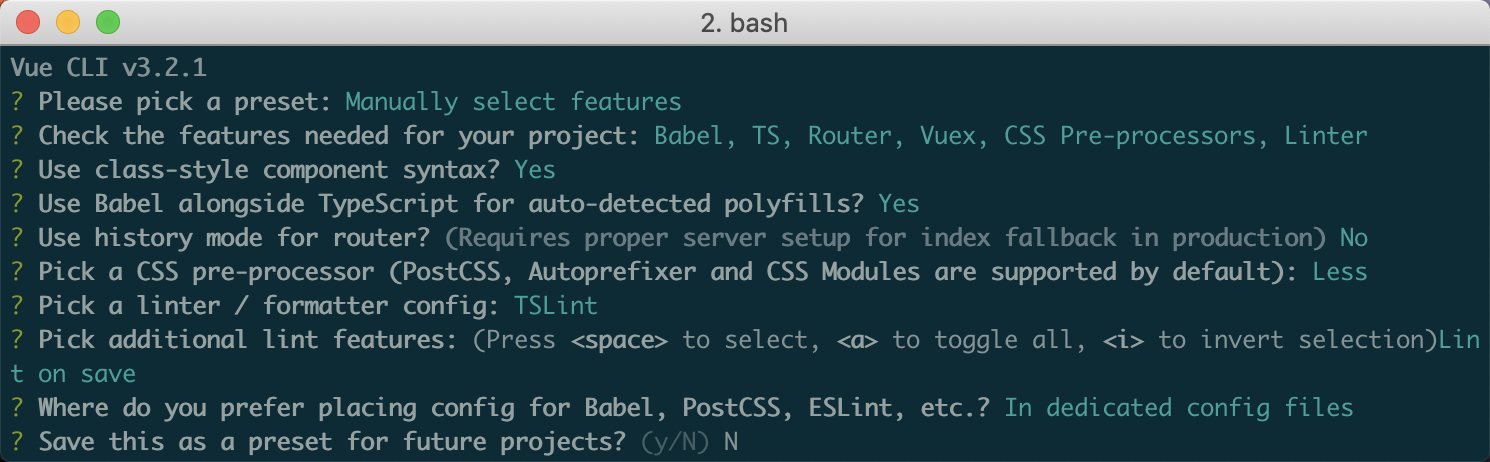 2. bash
Vue CLI v3.2.1
? Please pick a preset: Manually select features
? Check the features needed for your project: Babel, TS, Router, Vuex, CSS Pre-processors, Linter
? Use class-style component syntax? Yes
? Use Babel alongside TypeScript for auto-detected polyfills? Yes
? Use history mode for router? (Requires proper server setup for index fallback in production) No
? Pick a CSS pre-processor (PostCSS, Autoprefixer and CSS Modules are supported by default): Less
? Pick a linter / formatter config: TSLint
? Pick additional lint features: (Press <space> to select, <a> to toggle all, <i> to invert selection)Lin
t on save
? Where do you prefer placing config for Babel, PostCSS, ESLint, etc.? In dedicated config files
? Save this as a preset for future projects? (y/N) N